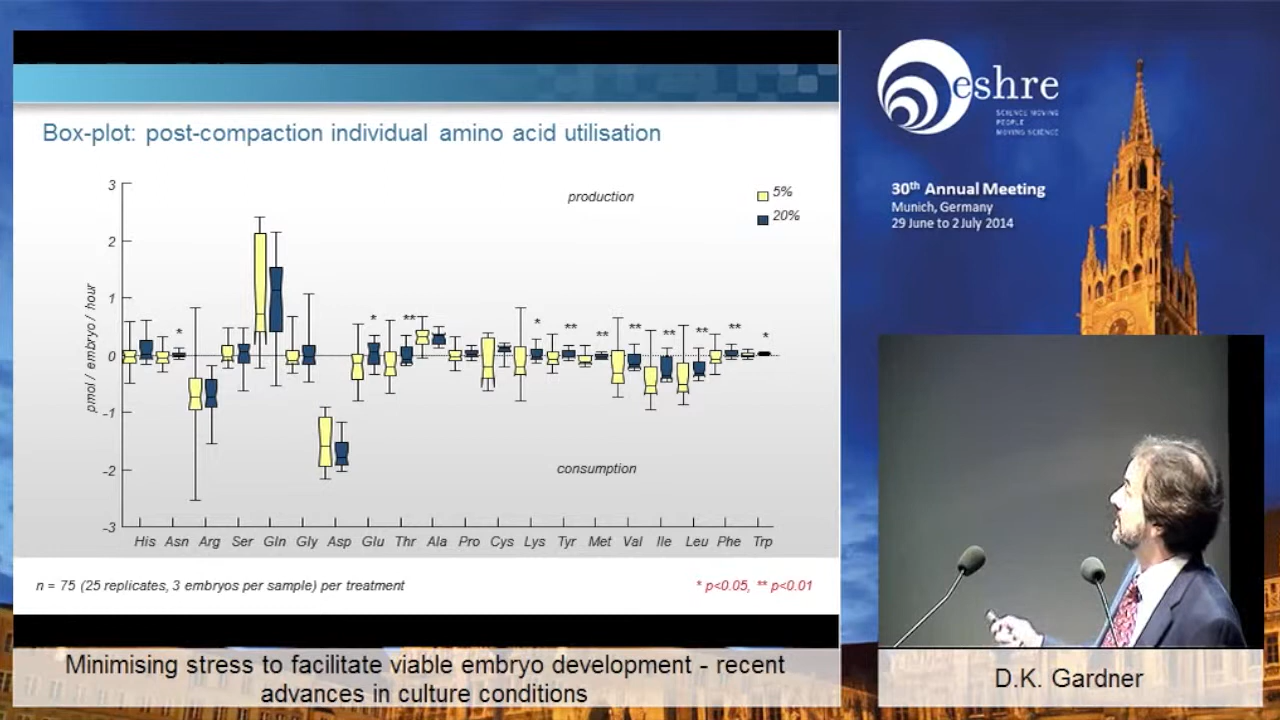 Box-plot: post-compaction individual amino acid utilisation
3
2
1
0
-1
-2
-3
pmol / embryo / hour
production
5%
20%
* ** * ** ** ** ** ** ** *
consumption
His Asn Arg Ser Gln Gly Asp Glu Thr Ala Pro Cys Lys Tyr Met Val Ile Leu Phe Trp
n = 75 (25 replicates, 3 embryos per sample) per treatment
* p<0.05, ** p<0.01
Minimising stress to facilitate viable embryo development - recent
advances in culture conditions
eshre
SCIENCE MOVING
PEOPLE
MOVING SCIENCE
30th Annual Meeting
Munich, Germany
29 June to 2 July 2014
D.K. Gardner